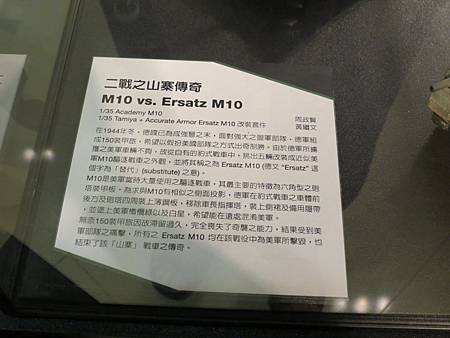 二戰之山寨傳奇
M10 vs. Ersatz M10
1/35 Academy M10
周政賢
1/35 Tamiya + Accurate Armor Ersatz M10 改裝套件
黃繼文
在1944年冬，德國已為成強弩之末，面對強大之盟軍部隊，德軍組
成150裝甲旅，希望以假扮美國部隊之方式出奇制勝。由於德軍所擄
獲之美軍車輛不夠，故從自有的豹式戰車中，挑出五輛改裝成近似美
軍M10驅逐戰車之外觀，並將其稱之為 Ersatz M10 (德文 "Ersatz" 這
個字為「替代」(substitute) 之意)。
M10是美軍當時大量使用之驅逐戰車，其最主要的特徵為六角型之砲
塔裝甲板，為求與M10有相似之側面投影，德軍在豹式戰車之車體前
後方及砲塔四周裝上薄鋼板，移除車長指揮塔，裝上側裙及備用履帶
，並塗上美軍橄欖綠以及白星，希望能在遠處混淆美軍。
無奈150裝甲旅因故滯留過久，完全喪失了奇襲之能力，結果受到美
軍部隊之痛擊，所有之 Ersatz M10 均在該戰役中為美軍所擊毀，也
結束了該「山寨」戰車之傳奇。